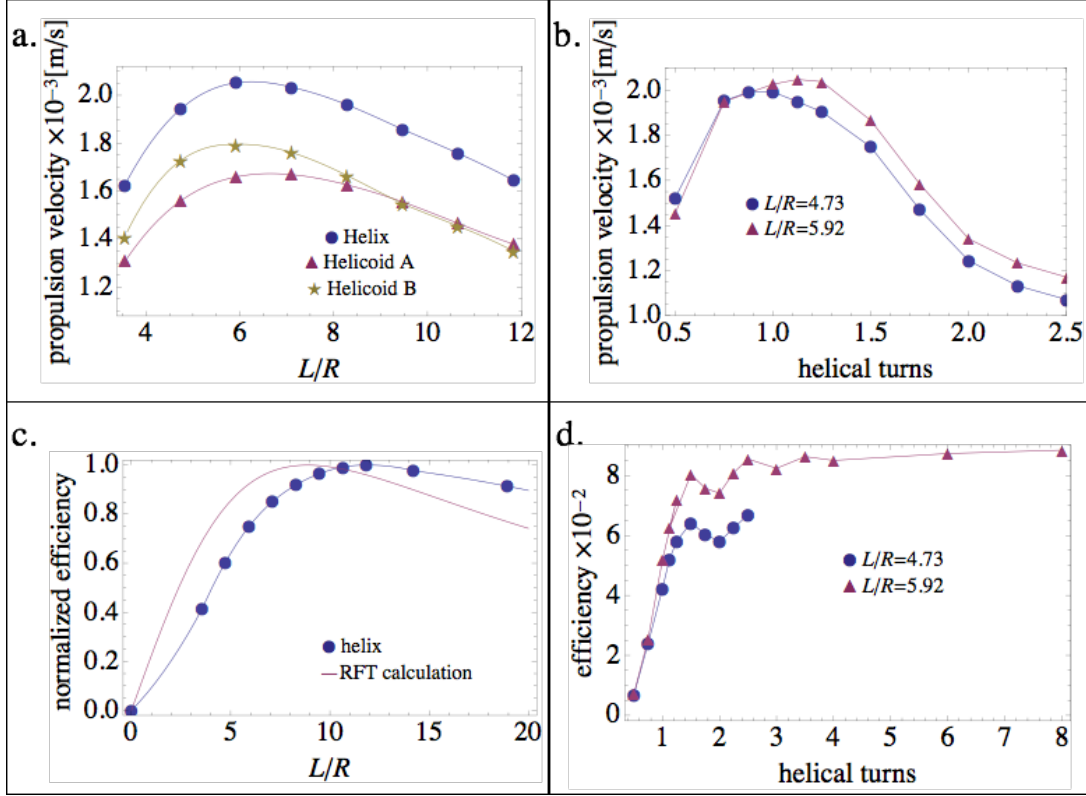 a.
propulsion velocity ×10⁻³[m/s]
2.0
1.8
1.6
1.4
1.2
Helix
Helicoid A
Helicoid B
4 6 8 10 12
L/R
b.
propulsion velocity ×10⁻³[m/s]
2.0
1.8
1.6
1.4
1.2
1.0
L/R=4.73
L/R=5.92
0.5 1.0 1.5 2.0 2.5
helical turns
c.
normalized efficiency
1.0
0.8
0.6
0.4
0.2
0.0
helix
RFT calculation
0 5 10 15 20
L/R
d.
efficiency ×10⁻²
8
6
4
2
0
L/R=4.73
L/R=5.92
1 2 3 4 5 6 7 8
helical turns